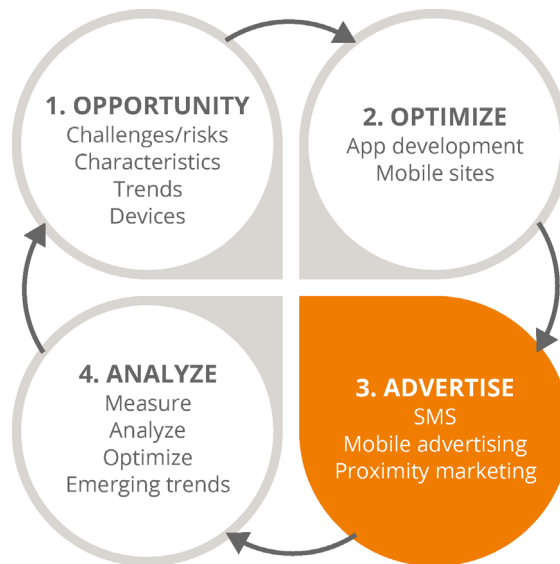 1. OPPORTUNITY
Challenges/risks
Characteristics
Trends
Devices
2. OPTIMIZE
App development
Mobile sites
3. ADVERTISE
SMS
Mobile advertising
Proximity marketing
4. ANALYZE
Measure
Analyze
Optimize
Emerging trends